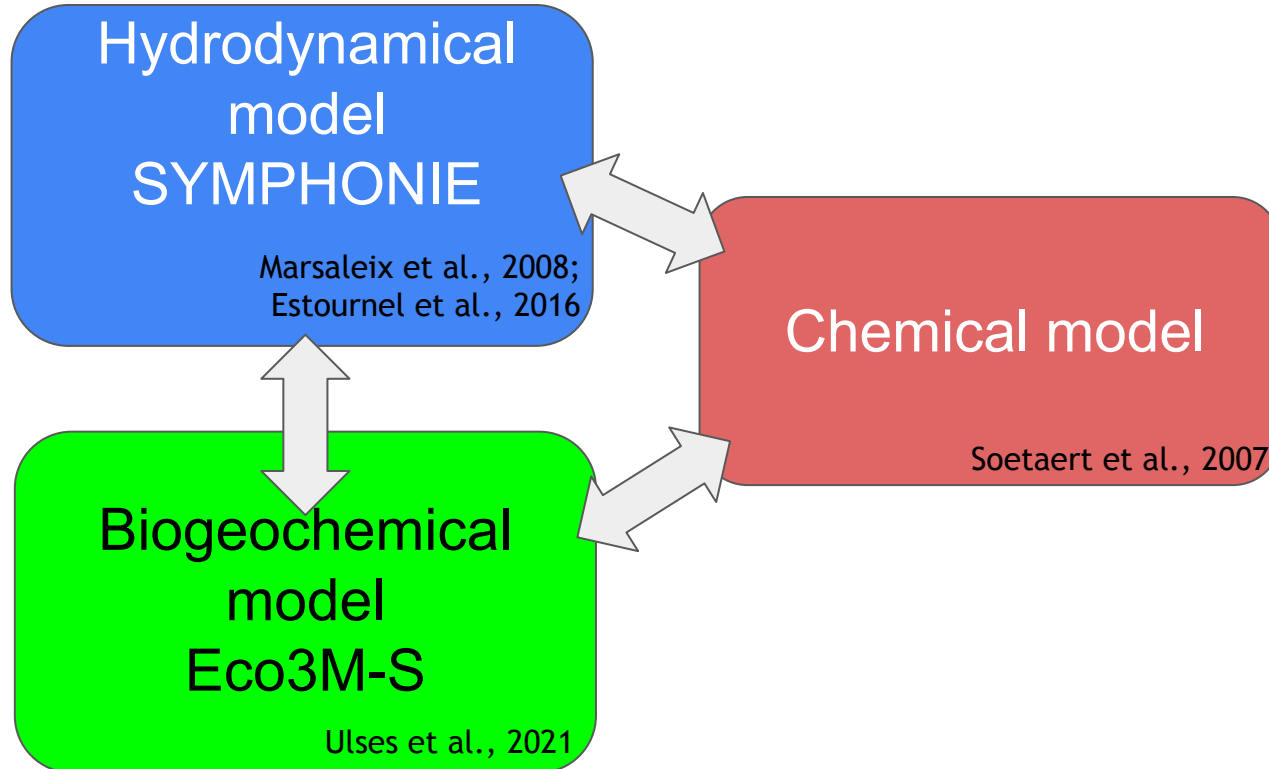 Hydrodynamical
model
SYMPHONIE
Marsaleix et al., 2008;
Estournel et al., 2016
Chemical model
Soetaert et al., 2007
Biogeochemical
model
Eco3M-S
Ulses et al., 2021